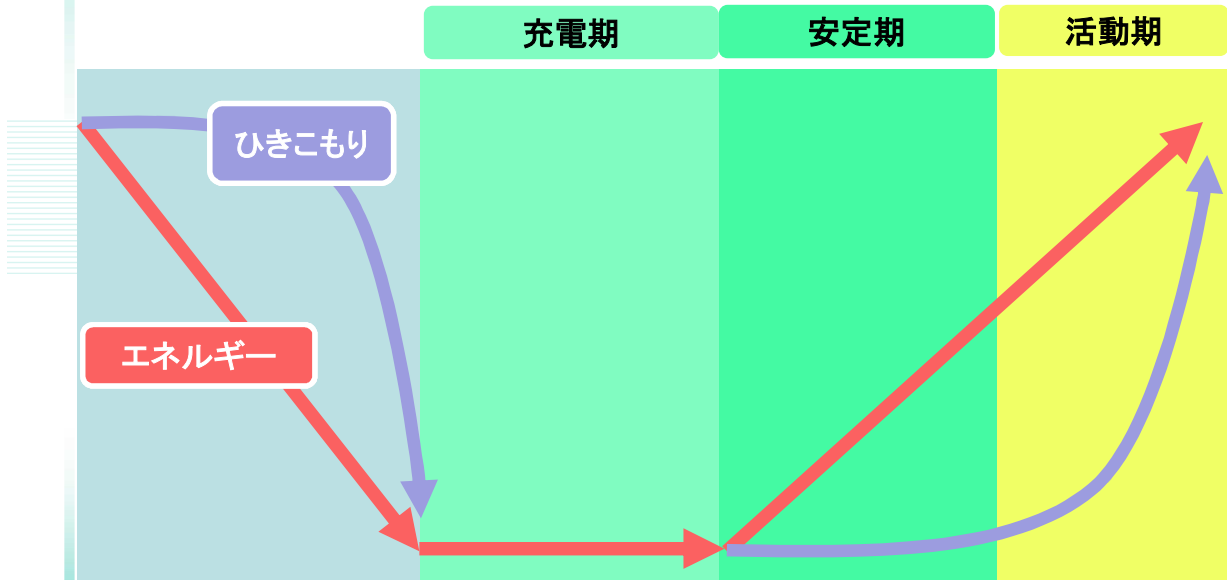 充電期
安定期
活動期
ひきこもり
エネルギー